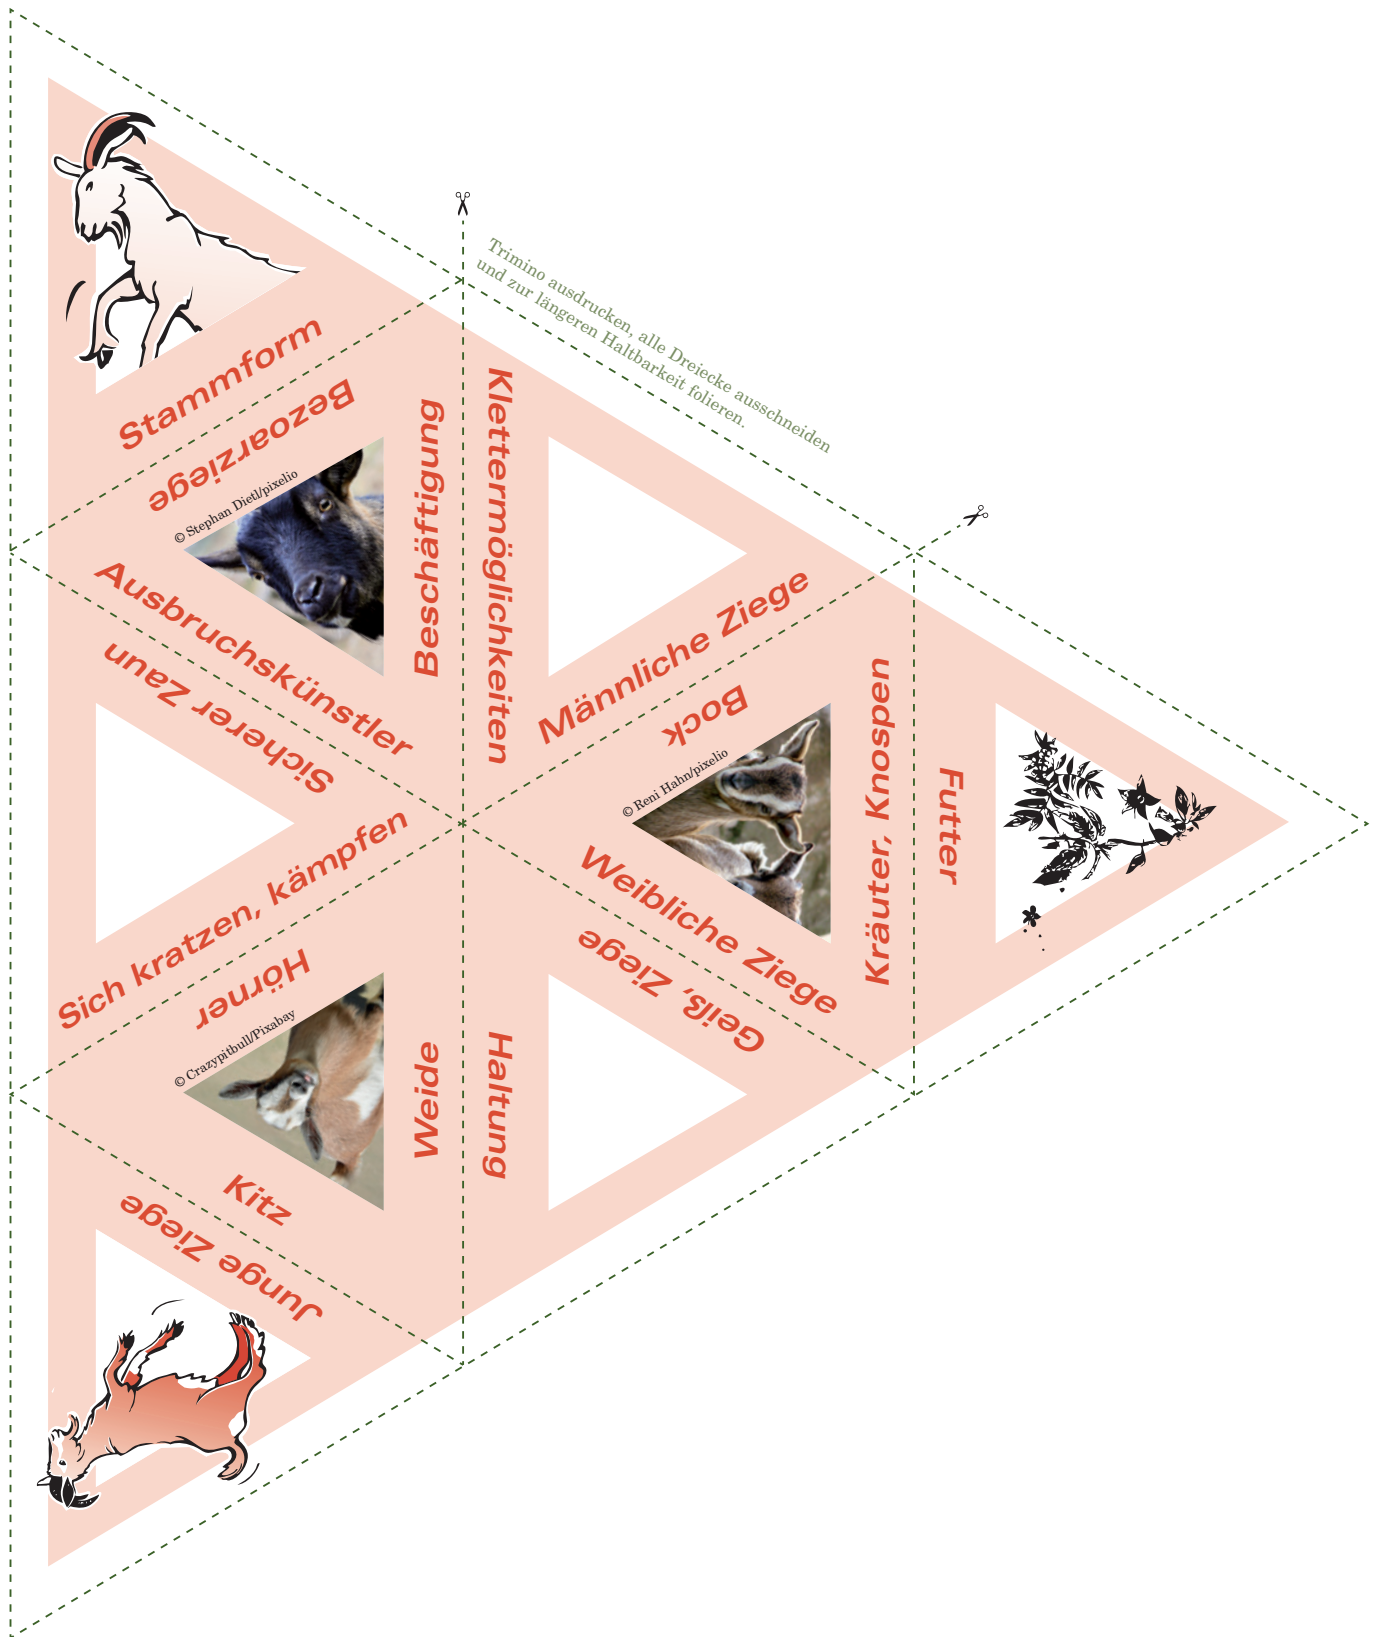 Trimino ausdrucken, alle Dreiecke ausschneiden
und zur längeren Haltbarkeit folieren.
Stammform
Bezoarziege
© Stephan Dietl/pixelio
Beschäftigung
Klettermöglichkeiten
Ausbruchskünstler
Sicherer Zaun
Männliche Ziege
Bock
© Reni Hahn/pixelio
Kräuter, Knospen
Futter
Weibliche Ziege
Geiß, Ziege
Sich kratzen, kämpfen
Hörner
© Crazypitbull/Pixabay
Weide
Haltung
Kitz
Junge Ziege